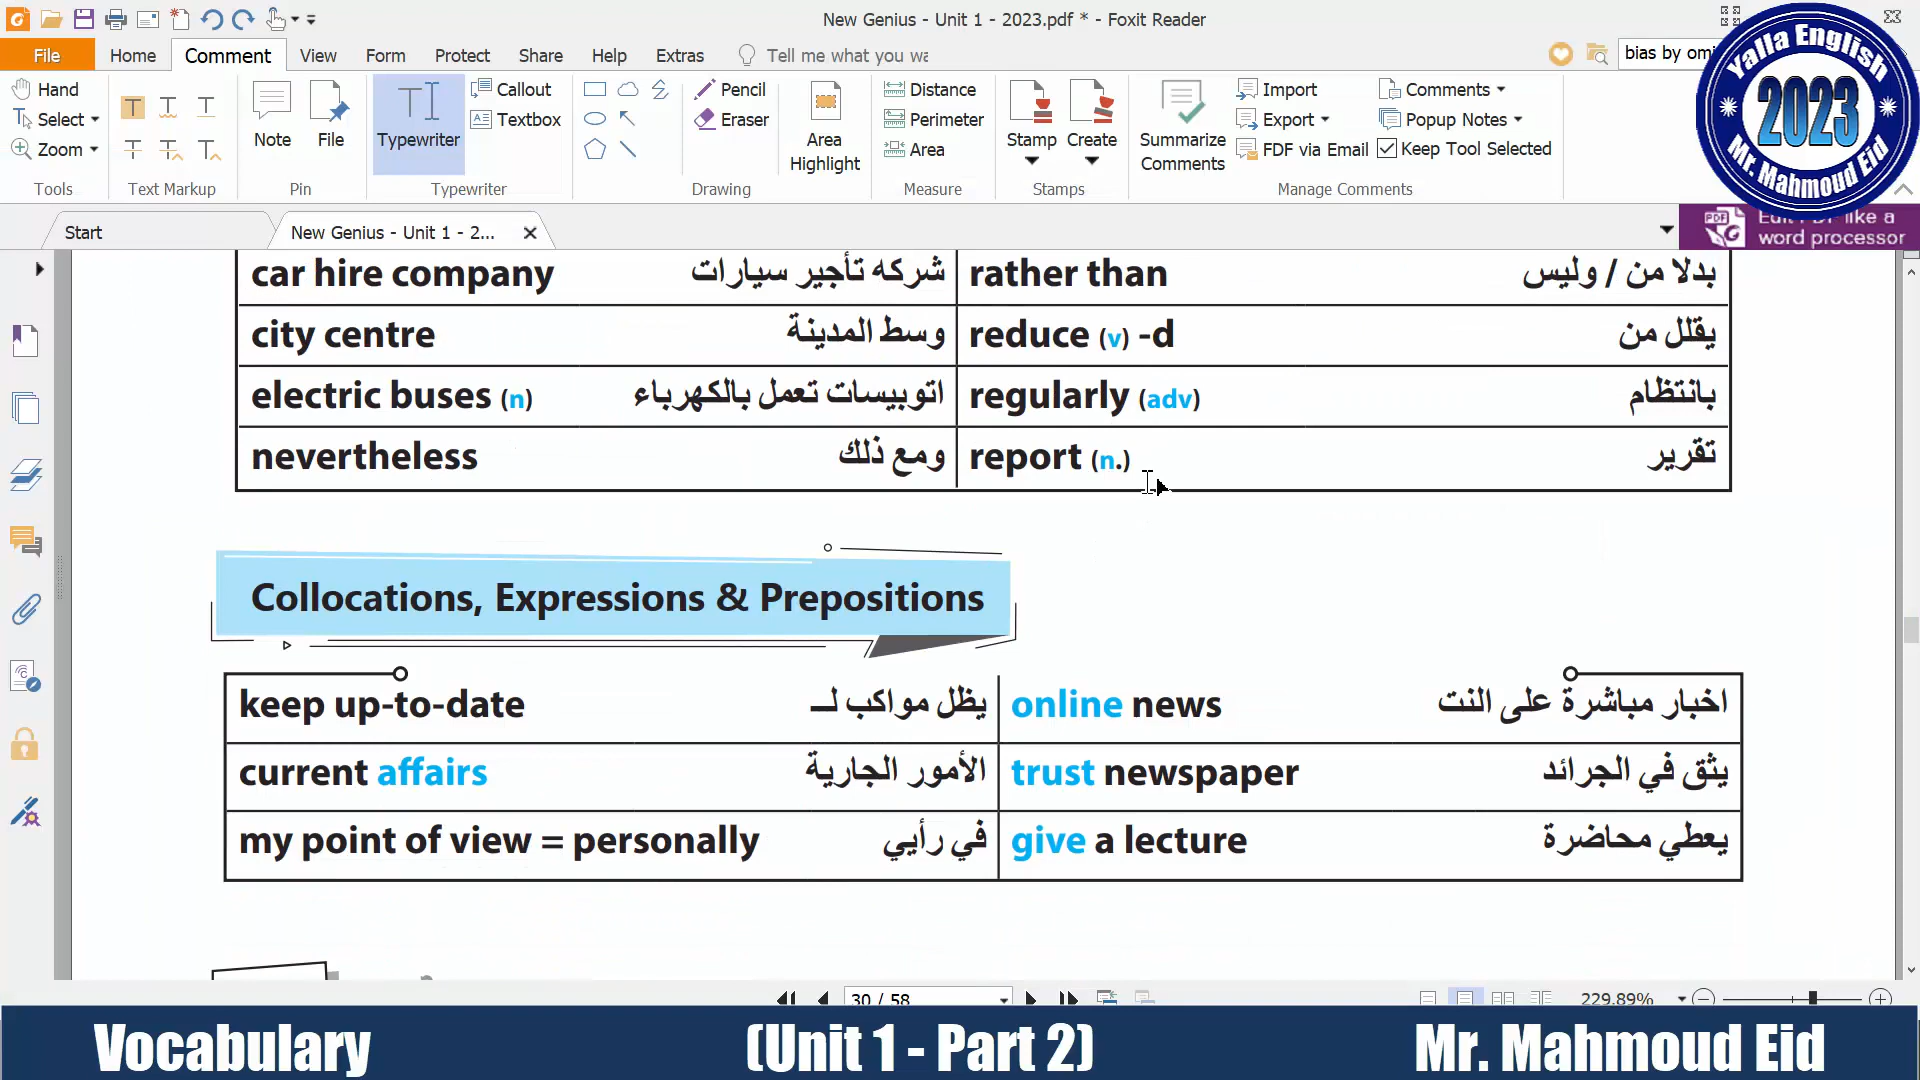 New Genius - Unit 1 - 2023.pdf * - Foxit Reader
File Home Comment View Form Protect Share Help Extras Tell me what you wa
bias by omi
Hand
Select
Zoom
Tools
Text Markup
Note
File
Pin
Typewriter
Callout
Textbox
Typewriter
Pencil
Eraser
Drawing
Area Highlight
Distance
Perimeter
Area
Measure
Stamp
Create
Stamps
Summarize Comments
Import
Export
FDF via Email
Comments
Popup Notes
Keep Tool Selected
Manage Comments
Yalla English
2023
Mr. Mahmoud Eid
Start
New Genius - Unit 1 - 2...
Edit PDF like a
word processor
car hire company شركه تأجير سيارات rather than بدلا من / وليس
city centre وسط المدينة reduce (v) -d يقلل من
electric buses (n) اتوبيسات تعمل بالكهرباء regularly (adv) بانتظام
nevertheless ومع ذلك report (n.) تقرير
Collocations, Expressions & Prepositions
keep up-to-date يظل مواكب لــ online news اخبار مباشرة على النت
current affairs الأمور الجارية trust newspaper يثق في الجرائد
my point of view = personally في رأيي give a lecture يعطي محاضرة
30 / 58
229.89%
Vocabulary (Unit 1 - Part 2) Mr. Mahmoud Eid